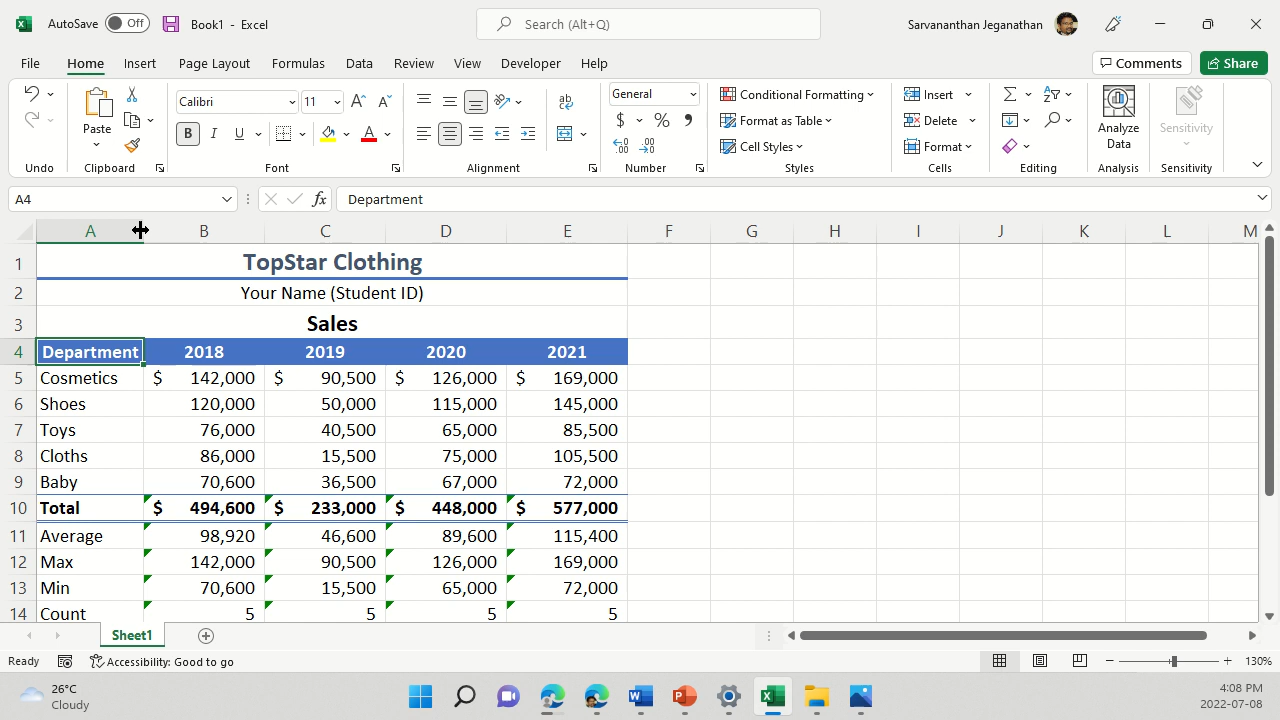 AutoSave Off Book1 - Excel Search (Alt+Q) Sarvananthan Jeganathan
File Home Insert Page Layout Formulas Data Review View Developer Help Comments Share
Calibri 11 General Conditional Formatting Insert
Paste B I U $ % Format as Table Delete Analyze Data Sensitivity
Cell Styles Format
Undo Clipboard Font Alignment Number Styles Cells Editing Analysis Sensitivity
A4 fx Department
A B C D E F G H I J K L M
1 TopStar Clothing
2 Your Name (Student ID)
3 Sales
4 Department 2018 2019 2020 2021
5 Cosmetics $ 142,000 $ 90,500 $ 126,000 $ 169,000
6 Shoes 120,000 50,000 115,000 145,000
7 Toys 76,000 40,500 65,000 85,500
8 Cloths 86,000 15,500 75,000 105,500
9 Baby 70,600 36,500 67,000 72,000
10 Total $ 494,600 $ 233,000 $ 448,000 $ 577,000
11 Average 98,920 46,600 89,600 115,400
12 Max 142,000 90,500 126,000 169,000
13 Min 70,600 15,500 65,000 72,000
14 Count 5 5 5 5
Sheet1
Ready Accessibility: Good to go 130%
26°C 4:08 PM
Cloudy 2022-07-08